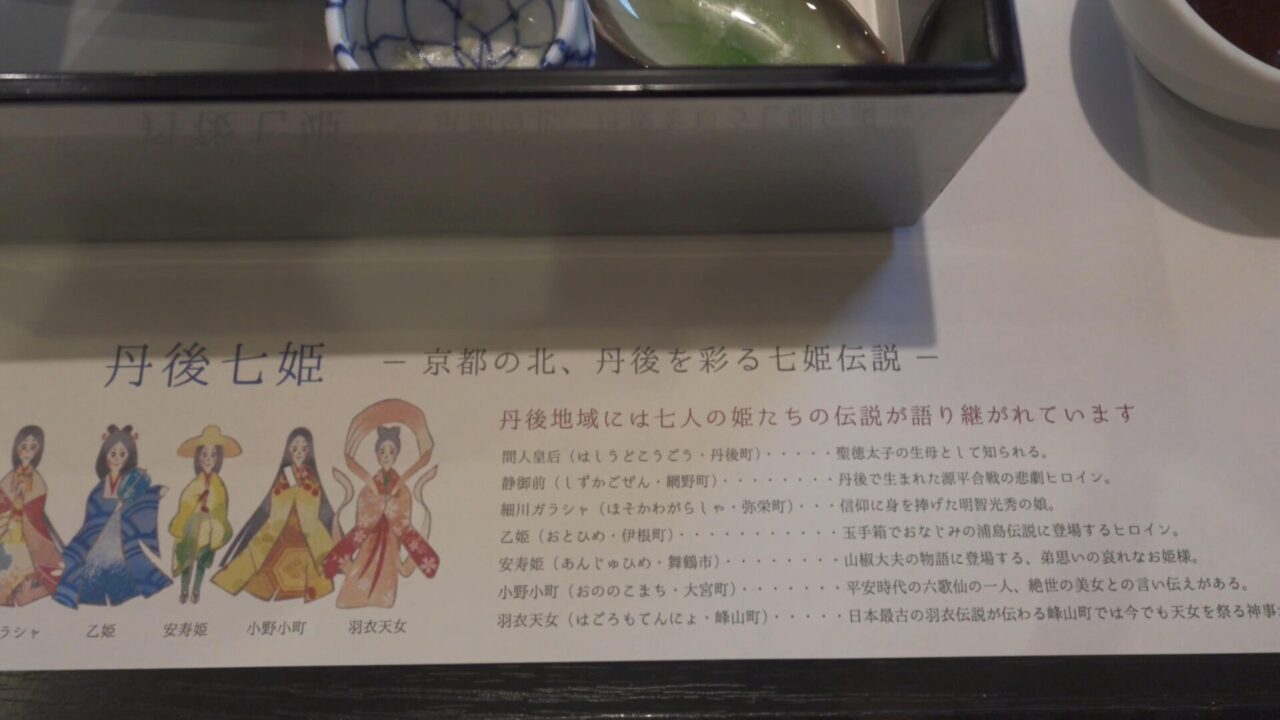 丹後七姫 － 京都の北、丹後を彩る七姫伝説 －
丹後地域には七人の姫たちの伝説が語り継がれています
間人皇后（はしうどこうごう・丹後町）・・・・・聖徳太子の生母として知られる。
静御前（しずかごぜん・網野町）・・・・・・・・丹後で生まれた源平合戦の悲劇ヒロイン。
細川ガラシャ（ほそかわがらしゃ・弥栄町）・・・信仰に身を捧げた明智光秀の娘。
乙姫（おとひめ・伊根町）・・・・・・・・・・・玉手箱でおなじみの浦島伝説に登場するヒロイン。
安寿姫（あんじゅひめ・舞鶴市）・・・・・・・・山椒大夫の物語に登場する、弟思いの哀れなお姫様。
小野小町（おののこまち・大宮町）・・・・・・・平安時代の六歌仙の一人、絶世の美女との言い伝えがある。
羽衣天女（はごろもてんにょ・峰山町）・・・・・日本最古の羽衣伝説が伝わる峰山町では今でも天女を祭る神事
ラシャ 乙姫 安寿姫 小野小町 羽衣天女